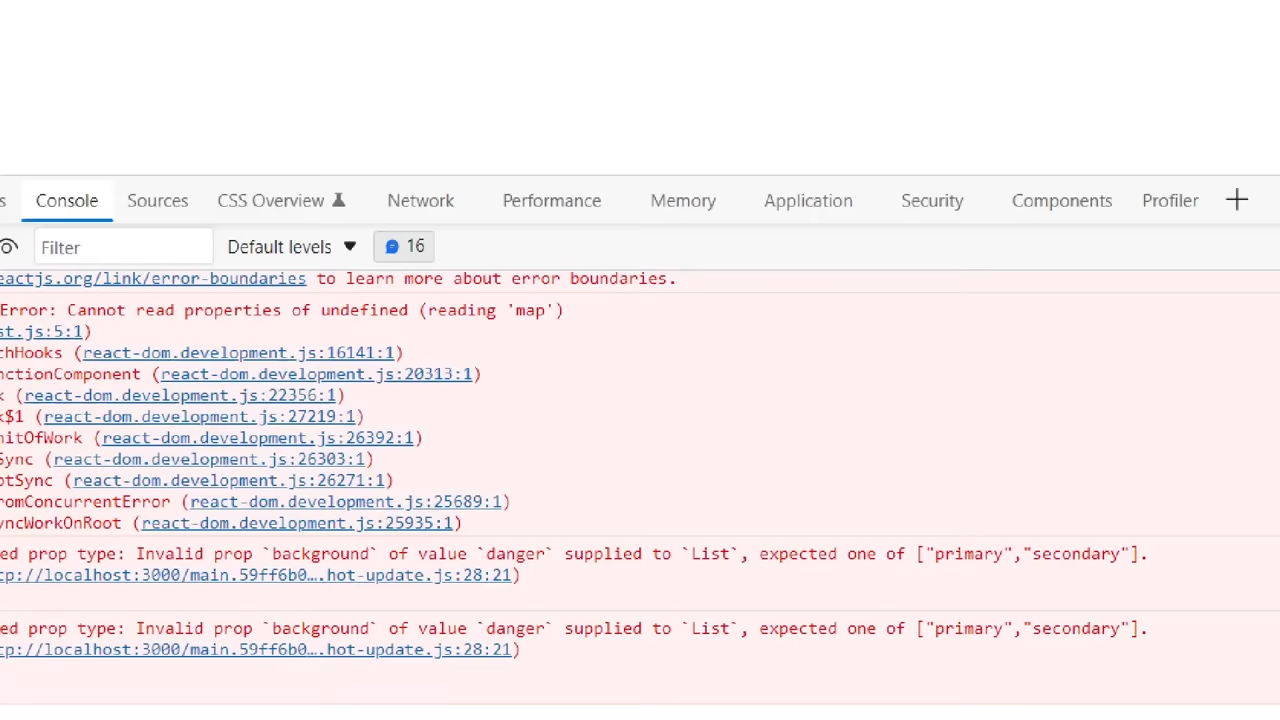 s Console Sources CSS Overview Network Performance Memory Application Security Components Profiler
Filter Default levels 16
eactjs.org/link/error-boundaries to learn more about error boundaries.
Error: Cannot read properties of undefined (reading 'map')
st.js:5:1)
chHooks (react-dom.development.js:16141:1)
nctionComponent (react-dom.development.js:20313:1)
k (react-dom.development.js:22356:1)
k$1 (react-dom.development.js:27219:1)
nitOfWork (react-dom.development.js:26392:1)
Sync (react-dom.development.js:26303:1)
otSync (react-dom.development.js:26271:1)
romConcurrentError (react-dom.development.js:25689:1)
yncWorkOnRoot (react-dom.development.js:25935:1)
ed prop type: Invalid prop `background` of value `danger` supplied to `List`, expected one of ["primary","secondary"].
tp://localhost:3000/main.59ff6b0….hot-update.js:28:21)
ed prop type: Invalid prop `background` of value `danger` supplied to `List`, expected one of ["primary","secondary"].
tp://localhost:3000/main.59ff6b0….hot-update.js:28:21)